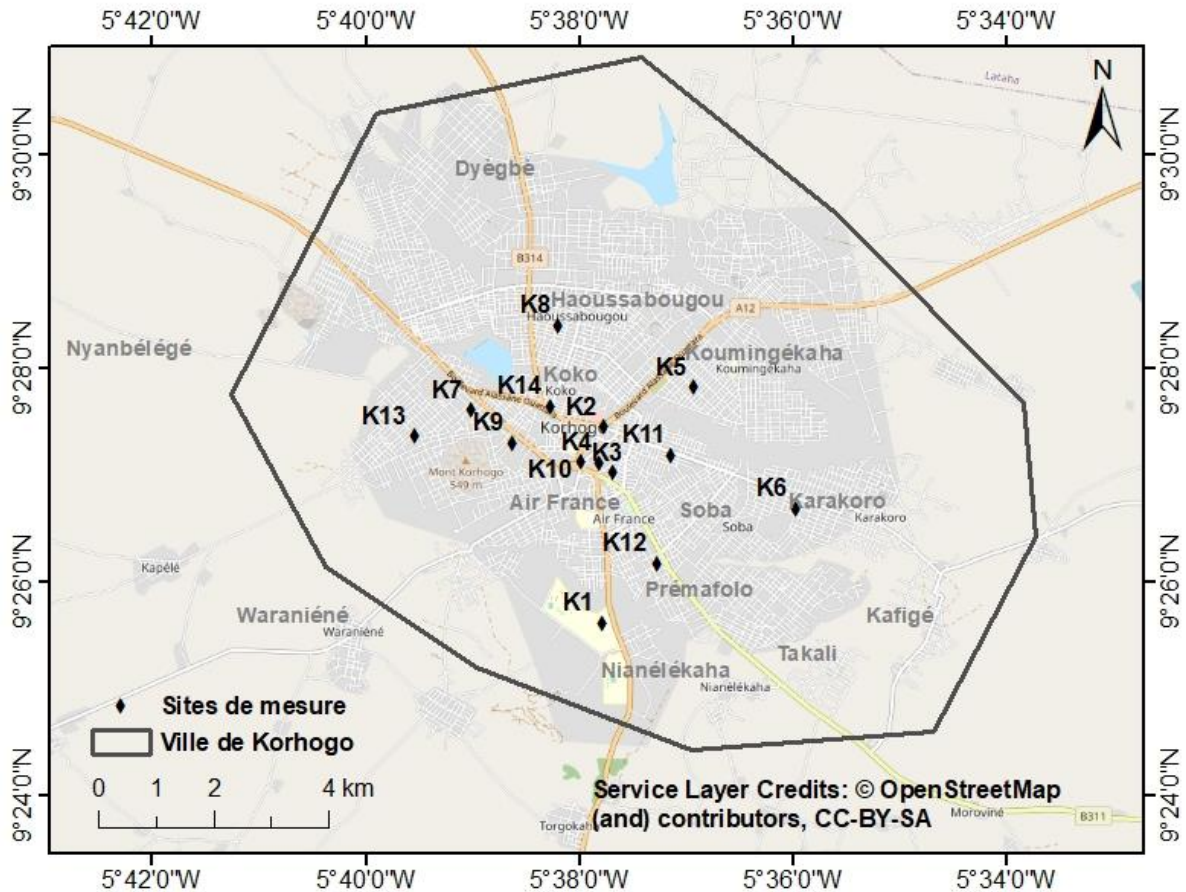 5°42'0"W 5°40'0"W 5°38'0"W 5°36'0"W 5°34'0"W
N
Lataha
9°30'0"N 9°30'0"N
Dyègbè
B314
K8
Haoussabougou
Haoussabougou
A12
Nyanbélégé
9°28'0"N 9°28'0"N
Koumingékaha
Koumingékaha
K5
Koko
Koko
K14
K7
K2
Korhogo
K13
K9
K4
K3
K11
K10
Mont Korhogo
549 m
K6
Karakoro
Karakoro
Air France
Air France
Soba
Soba
K12
9°26'0"N 9°26'0"N
Kapélé
Prémafolo
K1
Waraniéné
Waraniéné
Kafigé
Takali
Nianélékaha
Nianélékaha
Sites de mesure
Ville de Korhogo
0 1 2 4 km
Service Layer Credits: © OpenStreetMap
(and) contributors, CC-BY-SA
9°24'0"N 9°24'0"N
Moroviné
B311
5°42'0"W 5°40'0"W 5°38'0"W 5°36'0"W 5°34'0"W